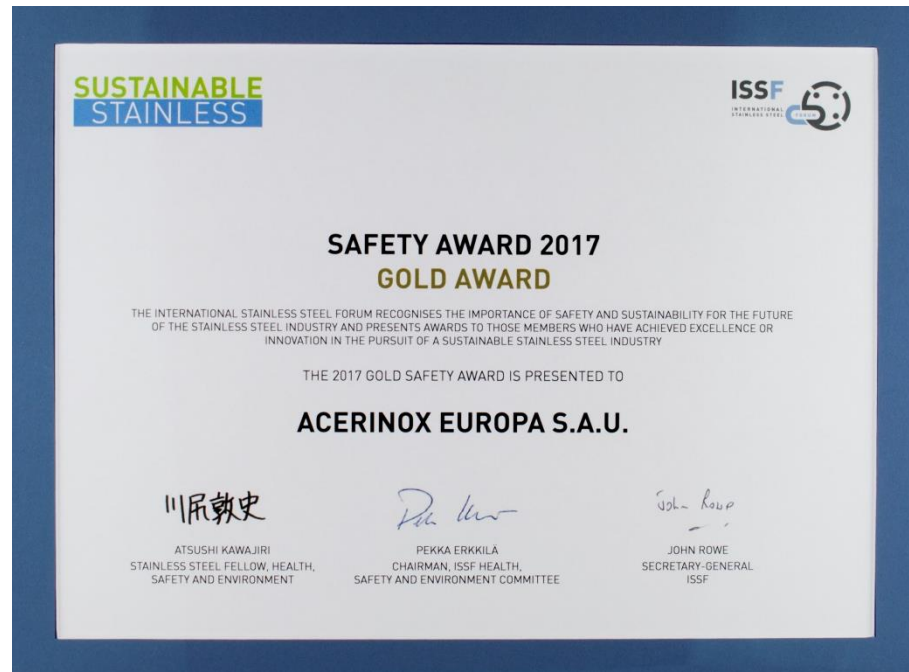 SUSTAINABLE
STAINLESS
ISSF
INTERNATIONAL
STAINLESS STEEL FORUM
SAFETY AWARD 2017
GOLD AWARD
THE INTERNATIONAL STAINLESS STEEL FORUM RECOGNISES THE IMPORTANCE OF SAFETY AND SUSTAINABILITY FOR THE FUTURE
OF THE STAINLESS STEEL INDUSTRY AND PRESENTS AWARDS TO THOSE MEMBERS WHO HAVE ACHIEVED EXCELLENCE OR
INNOVATION IN THE PURSUIT OF A SUSTAINABLE STAINLESS STEEL INDUSTRY
THE 2017 GOLD SAFETY AWARD IS PRESENTED TO
ACERINOX EUROPA S.A.U.
川尻敦史
John Rowe
ATSUSHI KAWAJIRI
STAINLESS STEEL FELLOW, HEALTH,
SAFETY AND ENVIRONMENT
PEKKA ERKKILÄ
CHAIRMAN, ISSF HEALTH,
SAFETY AND ENVIRONMENT COMMITTEE
JOHN ROWE
SECRETARY-GENERAL
ISSF